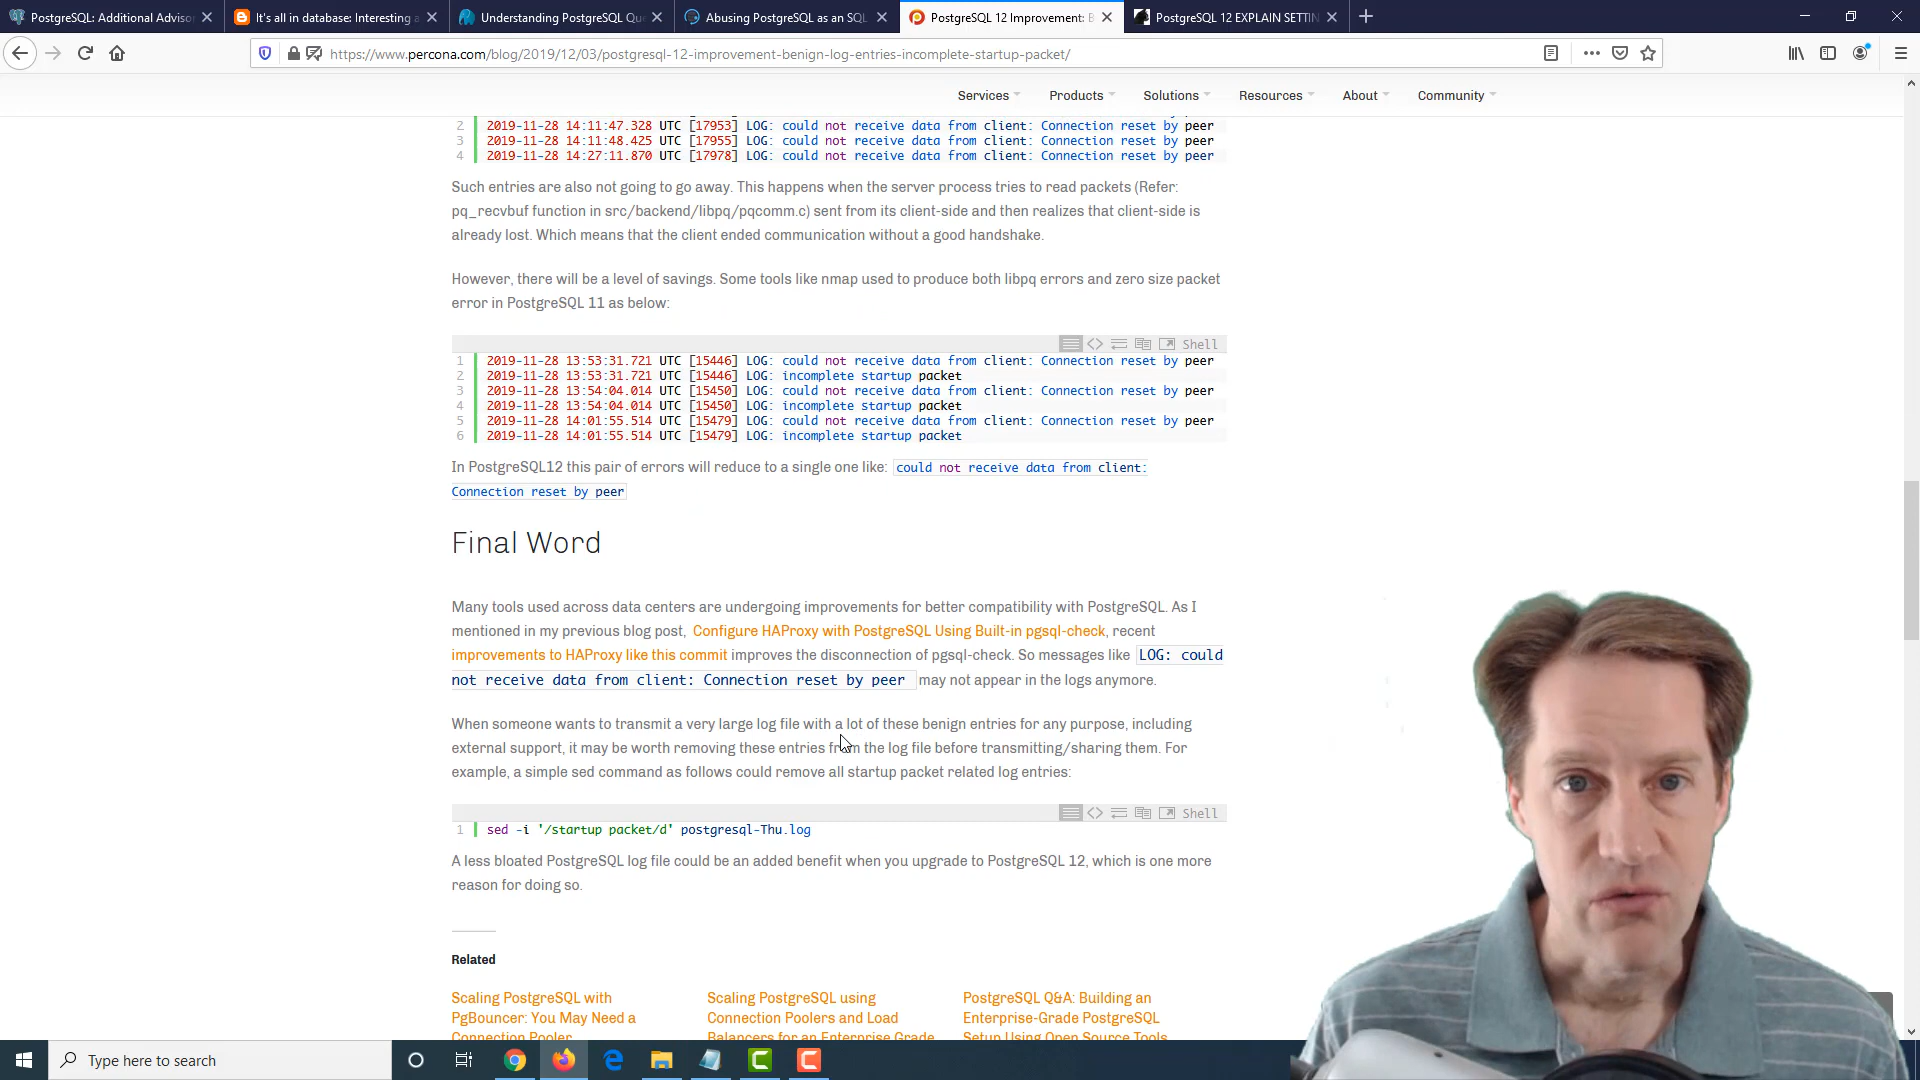 PostgreSQL: Additional Advisor
It's all in database: Interesting a
Understanding PostgreSQL Qu
Abusing PostgreSQL as an SQL
PostgreSQL 12 Improvement: B
PostgreSQL 12 EXPLAIN SETTIN
https://www.percona.com/blog/2019/12/03/postgresql-12-improvement-benign-log-entries-incomplete-startup-packet/
Services Products Solutions Resources About Community
2 2019-11-28 14:11:47.328 UTC [17953] LOG: could not receive data from client: Connection reset by peer
3 2019-11-28 14:11:48.425 UTC [17955] LOG: could not receive data from client: Connection reset by peer
4 2019-11-28 14:27:11.870 UTC [17978] LOG: could not receive data from client: Connection reset by peer
Such entries are also not going to go away. This happens when the server process tries to read packets (Refer:
pq_recvbuf function in src/backend/libpq/pqcomm.c) sent from its client-side and then realizes that client-side is
already lost. Which means that the client ended communication without a good handshake.
However, there will be a level of savings. Some tools like nmap used to produce both libpq errors and zero size packet
error in PostgreSQL 11 as below:
Shell
1 2019-11-28 13:53:31.721 UTC [15446] LOG: could not receive data from client: Connection reset by peer
2 2019-11-28 13:53:31.721 UTC [15446] LOG: incomplete startup packet
3 2019-11-28 13:54:04.014 UTC [15450] LOG: could not receive data from client: Connection reset by peer
4 2019-11-28 13:54:04.014 UTC [15450] LOG: incomplete startup packet
5 2019-11-28 14:01:55.514 UTC [15479] LOG: could not receive data from client: Connection reset by peer
6 2019-11-28 14:01:55.514 UTC [15479] LOG: incomplete startup packet
In PostgreSQL12 this pair of errors will reduce to a single one like: could not receive data from client:
Connection reset by peer
Final Word
Many tools used across data centers are undergoing improvements for better compatibility with PostgreSQL. As I
mentioned in my previous blog post, Configure HAProxy with PostgreSQL Using Built-in pgsql-check, recent
improvements to HAProxy like this commit improves the disconnection of pgsql-check. So messages like LOG: could
not receive data from client: Connection reset by peer may not appear in the logs anymore.
When someone wants to transmit a very large log file with a lot of these benign entries for any purpose, including
external support, it may be worth removing these entries from the log file before transmitting/sharing them. For
example, a simple sed command as follows could remove all startup packet related log entries:
Shell
1 sed -i '/startup packet/d' postgresql-Thu.log
A less bloated PostgreSQL log file could be an added benefit when you upgrade to PostgreSQL 12, which is one more
reason for doing so.
Related
Scaling PostgreSQL with
PgBouncer: You May Need a
Connection Pooler
Scaling PostgreSQL using
Connection Poolers and Load
Balancers for an Enterprise Grade
PostgreSQL Q&A: Building an
Enterprise-Grade PostgreSQL
Setup Using Open Source Tools
Type here to search